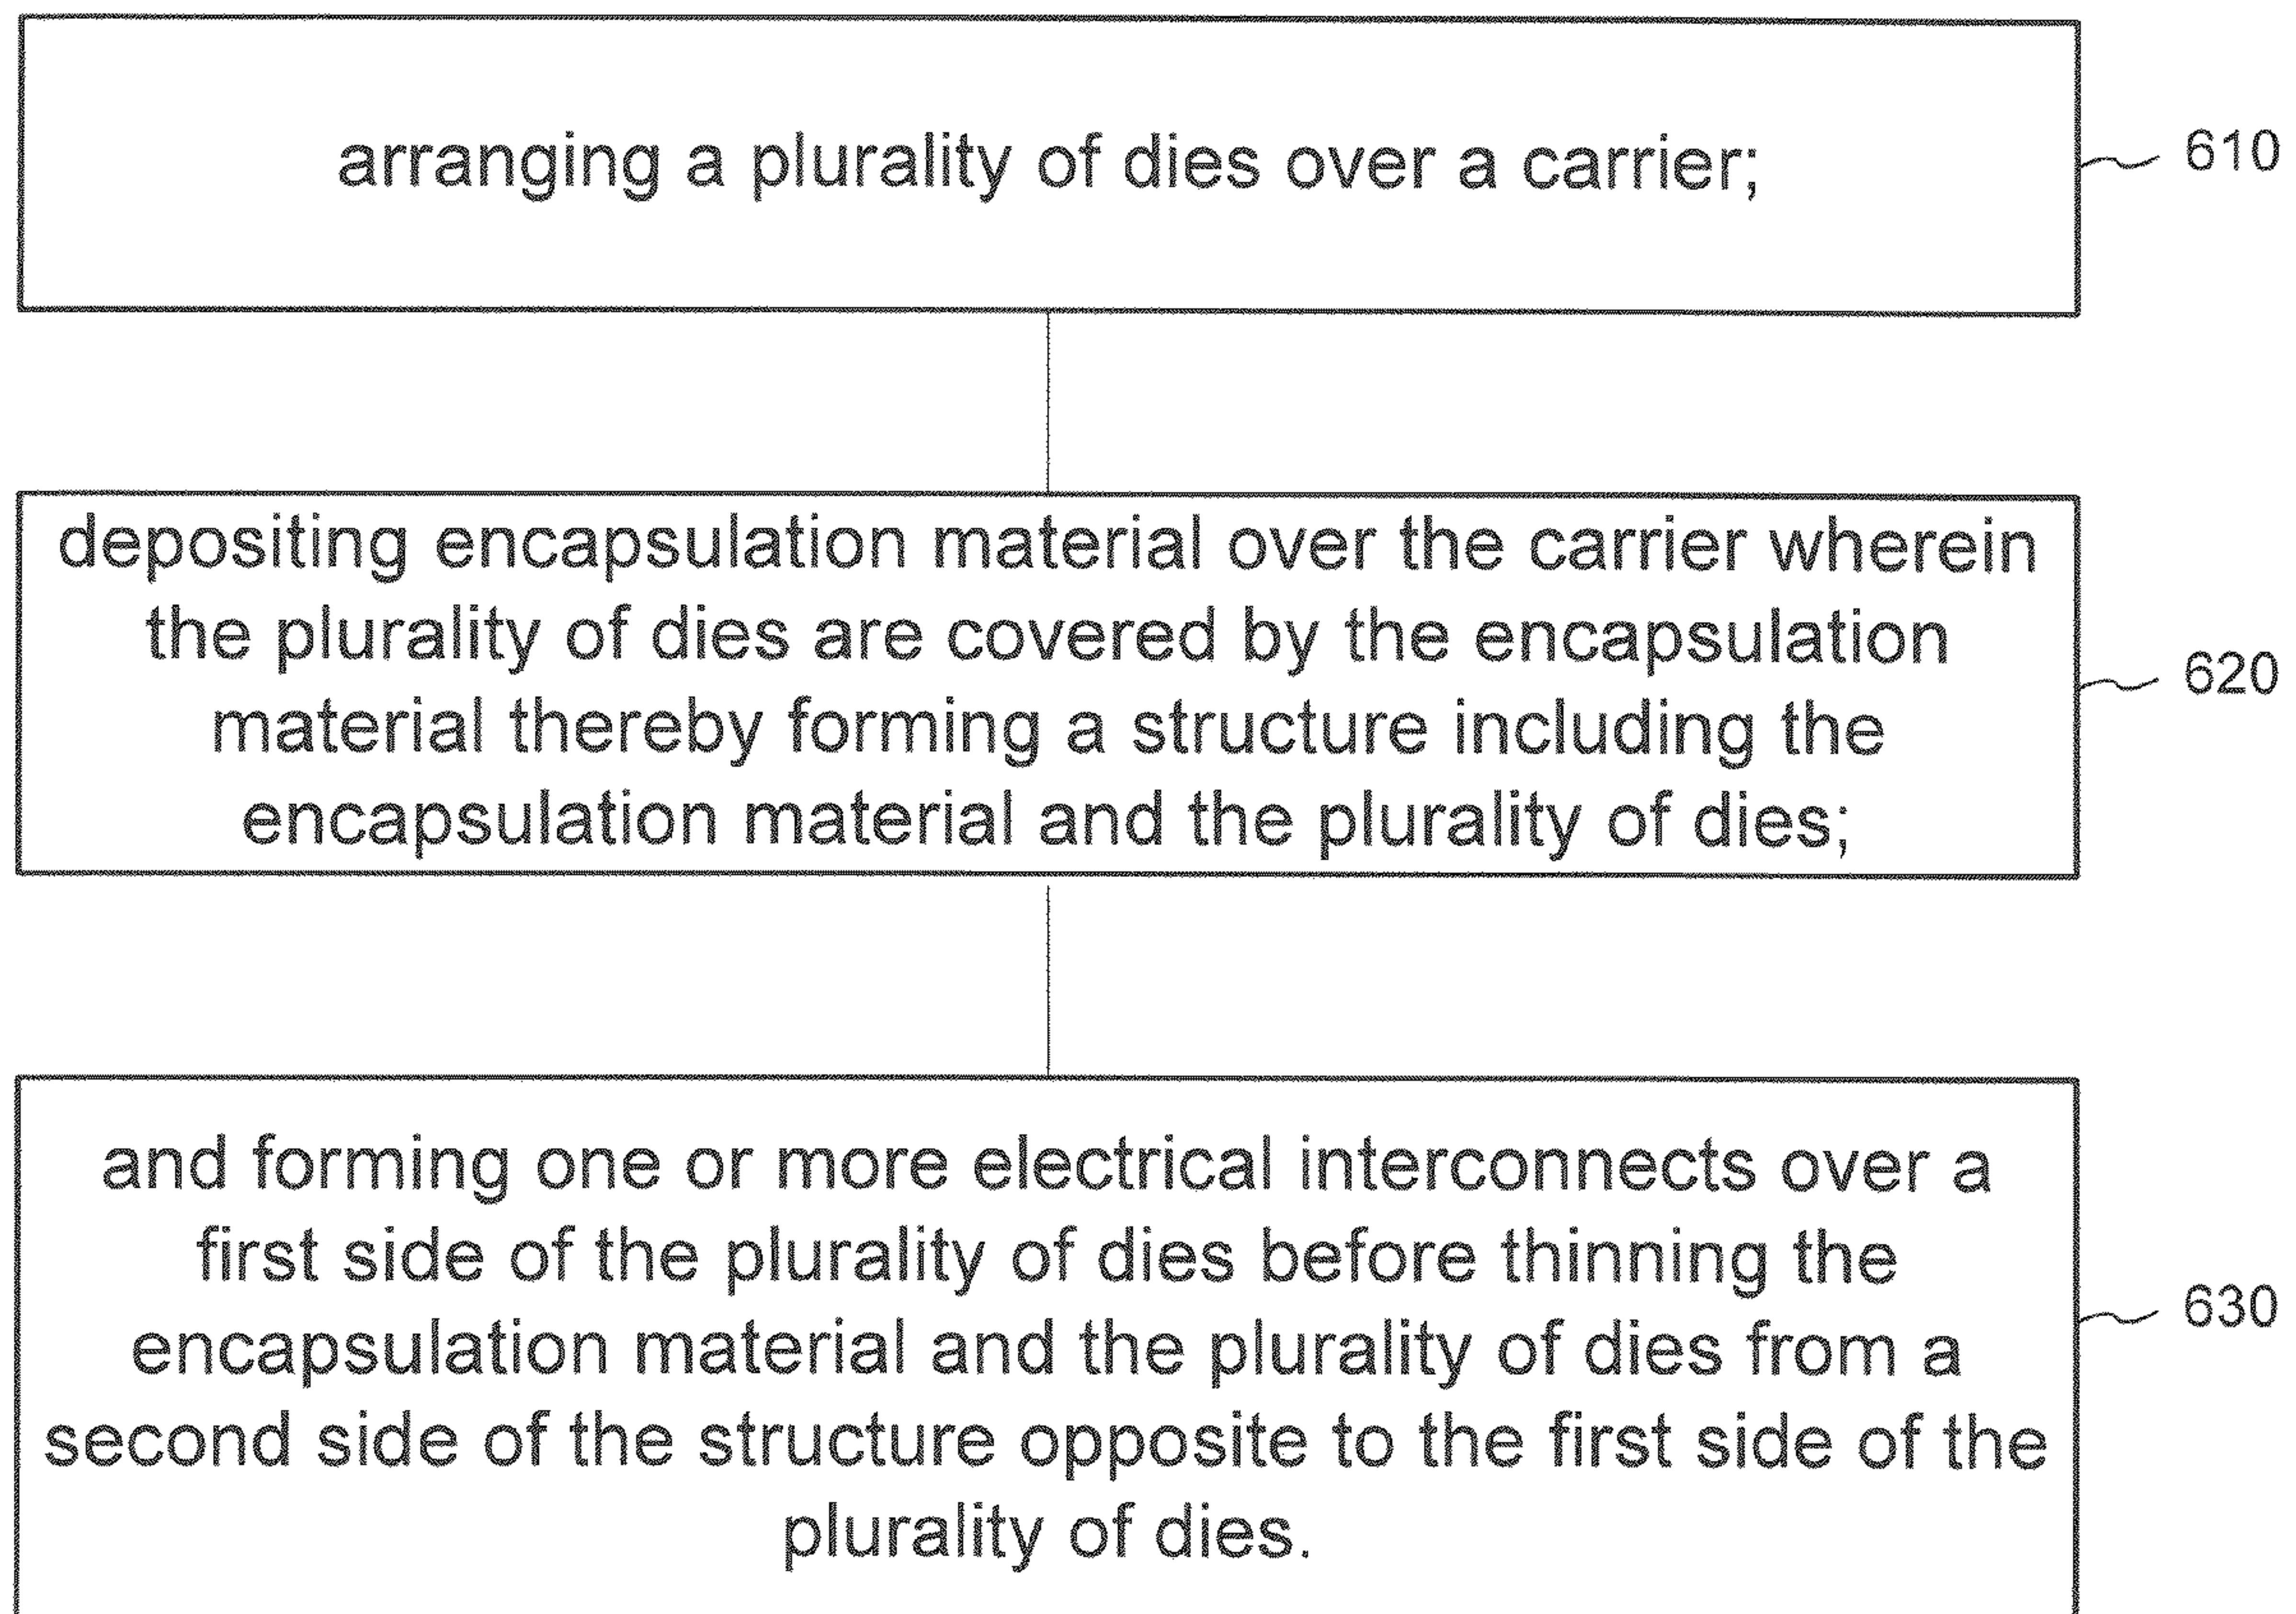 arranging a plurality of dies over a carrier;
610
depositing encapsulation material over the carrier wherein
the plurality of dies are covered by the encapsulation
material thereby forming a structure including the
encapsulation material and the plurality of dies;
620
and forming one or more electrical interconnects over a
first side of the plurality of dies before thinning the
encapsulation material and the plurality of dies from a
second side of the structure opposite to the first side of the
plurality of dies.
630